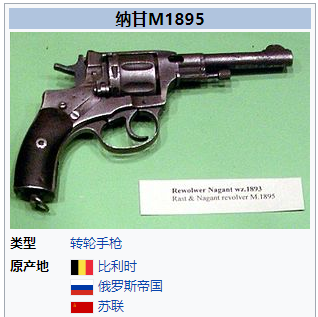 纳甘M1895
Rewolwer Nagant wz.1893
Rast & Nagant revolver M.1895
类型 转轮手枪
原产地 比利时
俄罗斯帝国
苏联